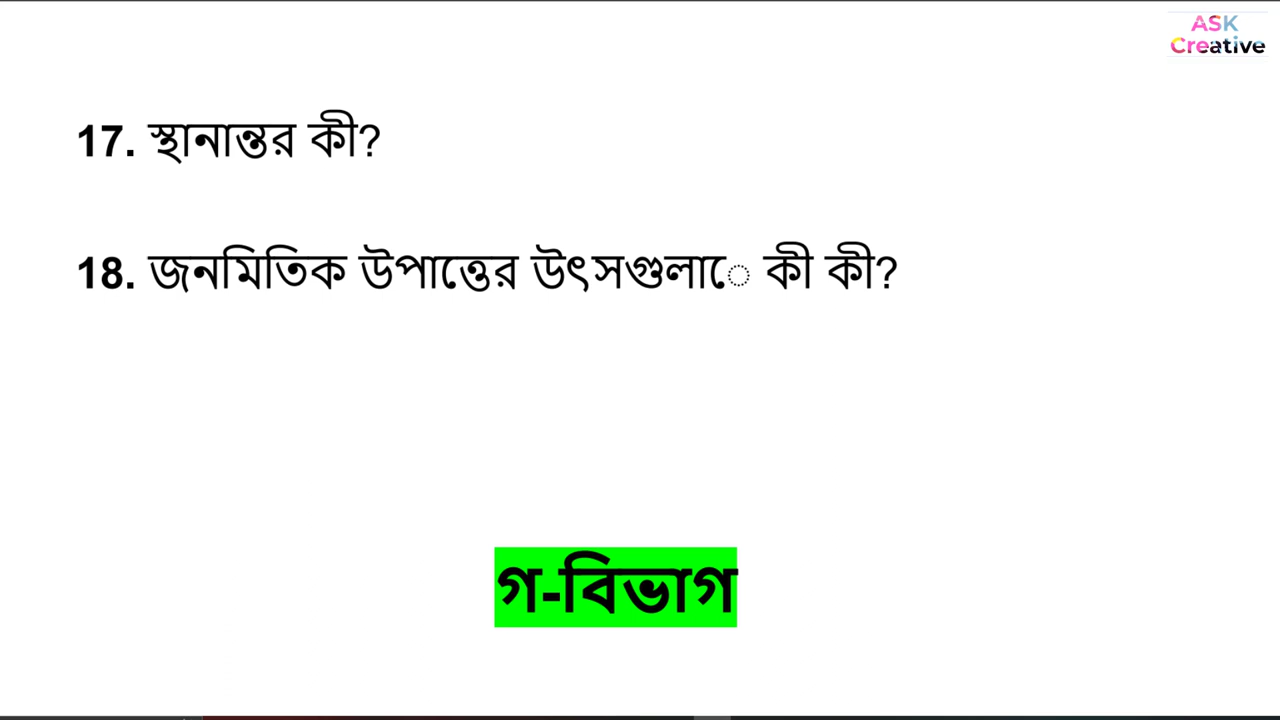 ASK
Creative
17. স্থানান্তর কী?
18. জনমিতিক উপাত্তের উৎসগুলাে কী কী?
গ-বিভাগ